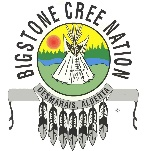 BIGSTONE CREE NATION
DESMARAIS, ALBERTA